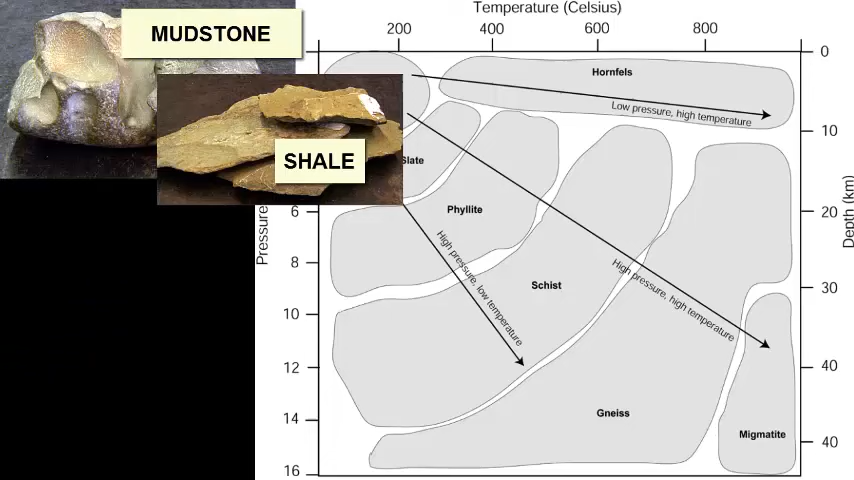 MUDSTONE
SHALE
Temperature (Celsius)
200
400
600
800
0
Hornfels
Low pressure, high temperature
10
Slate
Phyllite
6
20
Pressure
Depth (km)
High pressure, low temperature
High pressure, high temperature
8
Schist
30
10
12
40
14
Gneiss
Migmatite
40
16